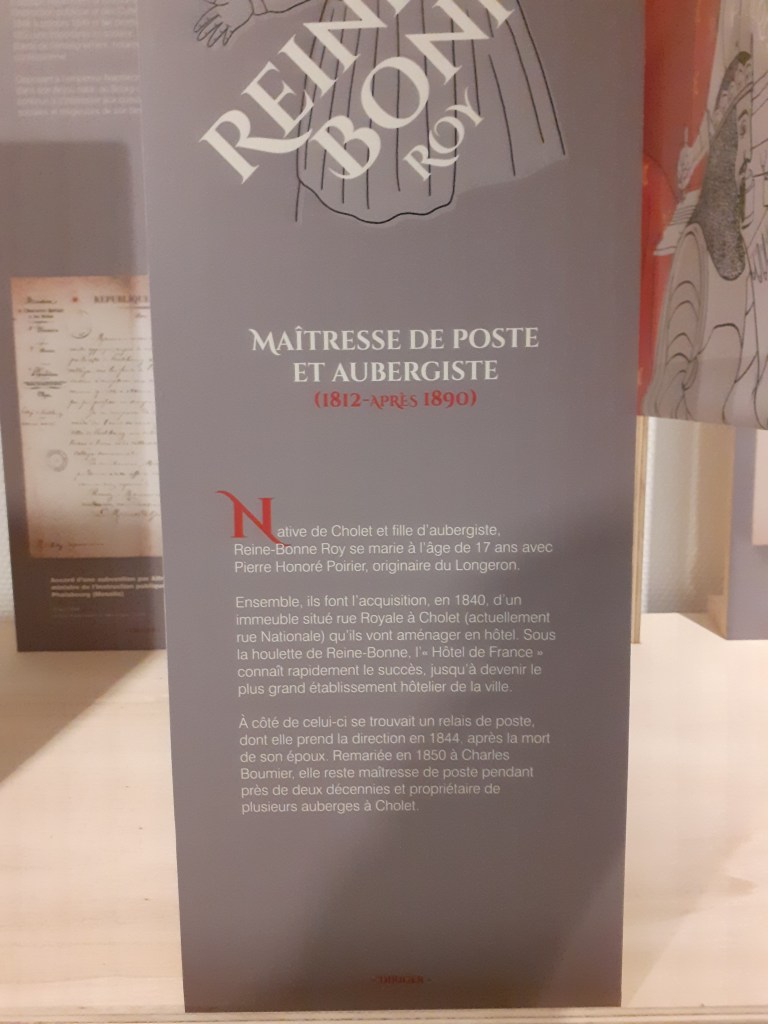 REINE
BONNE
ROY
MAÎTRESSE DE POSTE
ET AUBERGISTE
(1812-APRÈS 1890)
Native de Cholet et fille d'aubergiste,
Reine-Bonne Roy se marie à l'âge de 17 ans avec
Pierre Honoré Poirier, originaire du Longeron.
Ensemble, ils font l'acquisition, en 1840, d'un
immeuble situé rue Royale à Cholet (actuellement
rue Nationale) qu'ils vont aménager en hôtel. Sous
la houlette de Reine-Bonne, l'« Hôtel de France »
connaît rapidement le succès, jusqu'à devenir le
plus grand établissement hôtelier de la ville.
À côté de celui-ci se trouvait un relais de poste,
dont elle prend la direction en 1844, après la mort
de son époux. Remariée en 1850 à Charles
Boumier, elle reste maîtresse de poste pendant
près de deux décennies et propriétaire de
plusieurs auberges à Cholet.
REPUBLIQUE